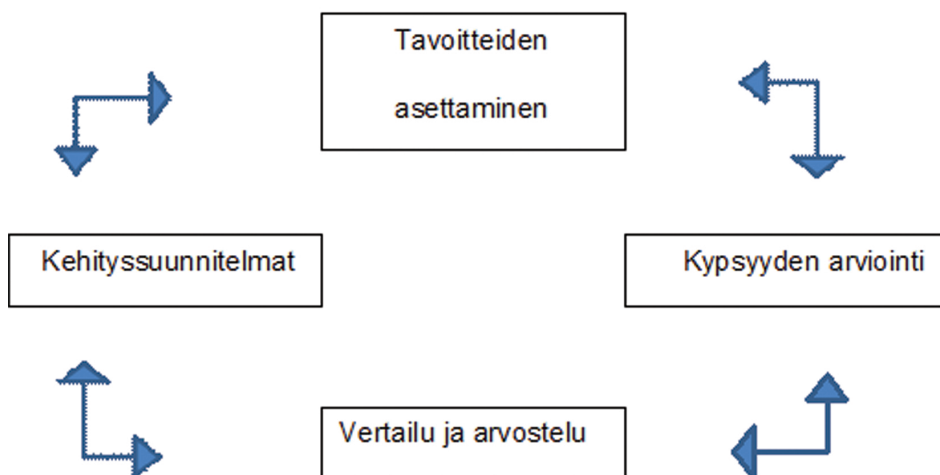 Tavoitteiden
asettaminen
Kehityssuunnitelmat
Kypsyyden arviointi
Vertailu ja arvostelu